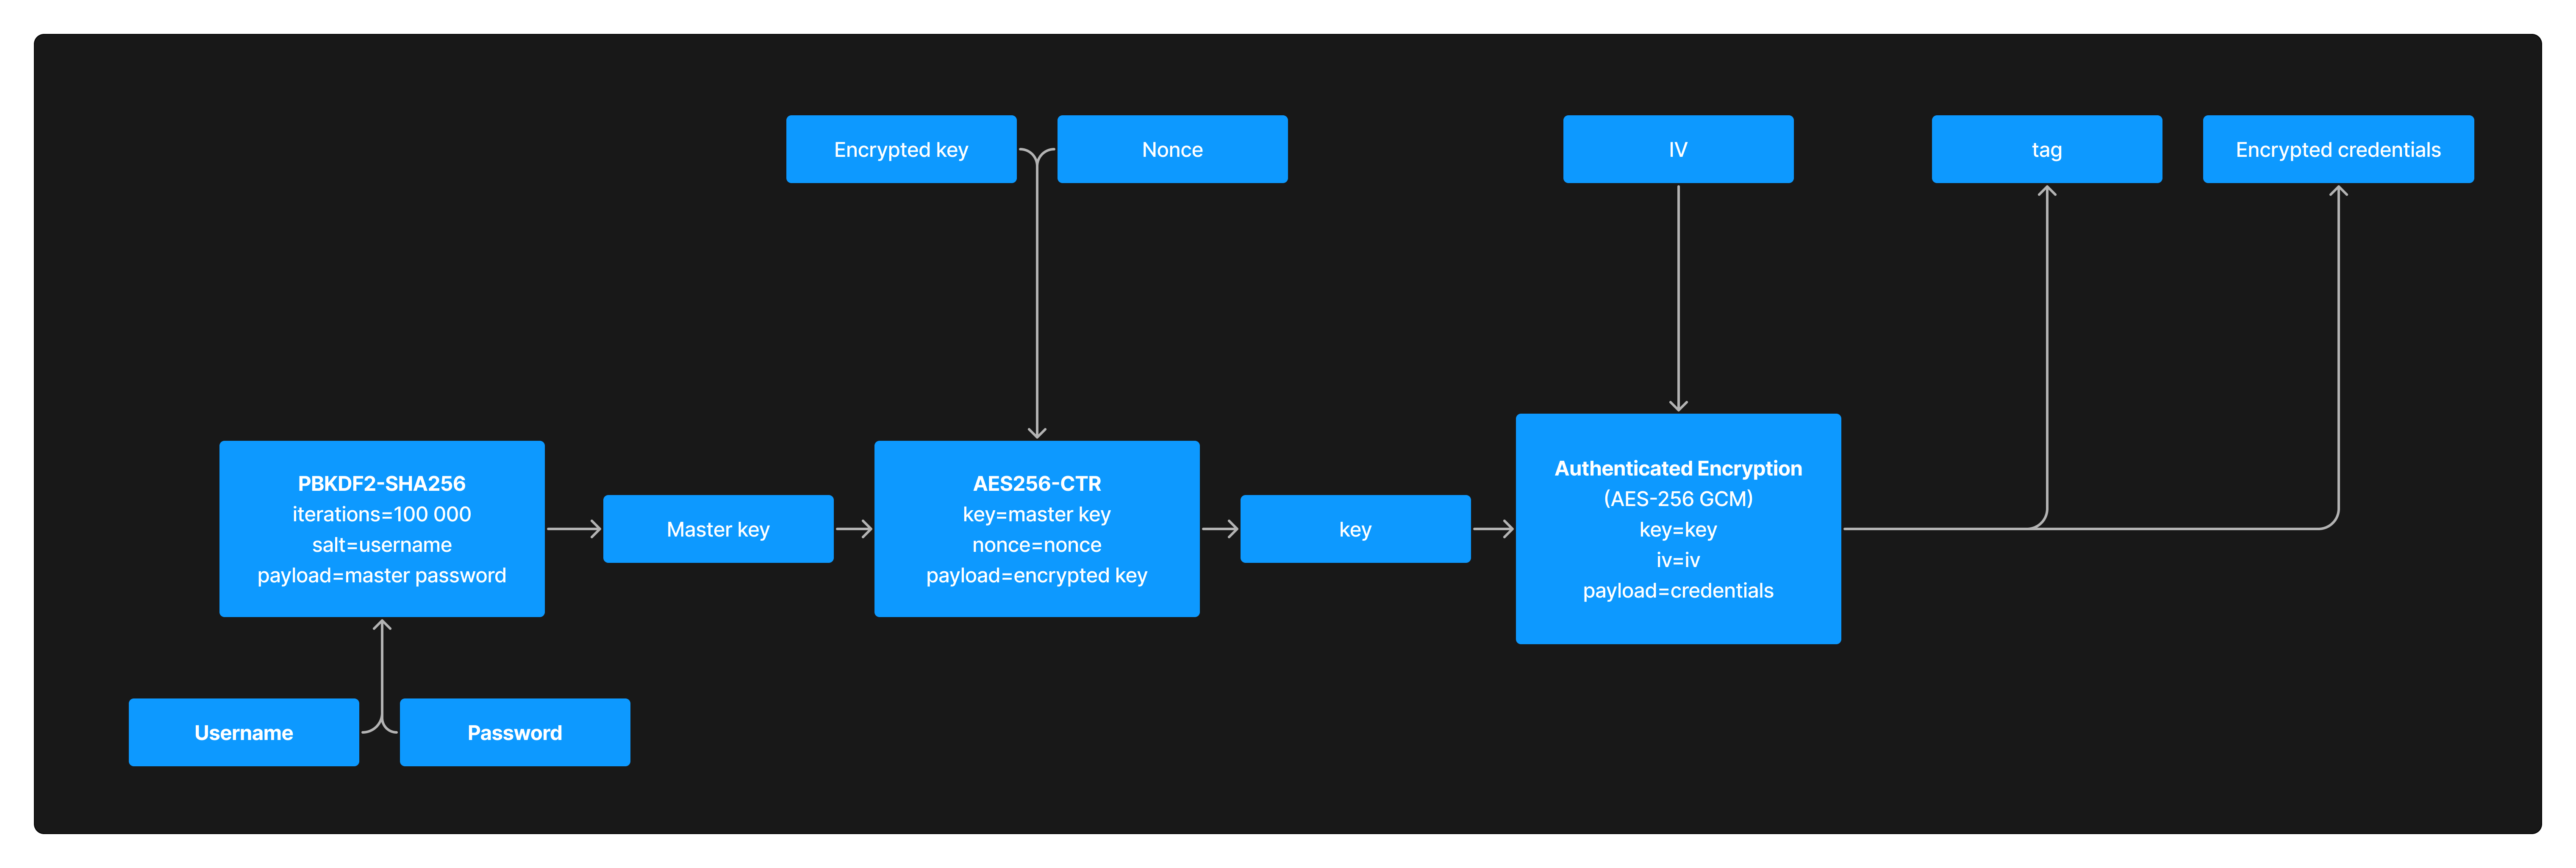 Encrypted key
Nonce
IV
tag
Encrypted credentials
PBKDF2-SHA256
iterations=100 000
salt=username
payload=master password
Master key
AES256-CTR
key=master key
nonce=nonce
payload=encrypted key
key
Authenticated Encryption
(AES-256 GCM)
key=key
iv=iv
payload=credentials
Username
Password